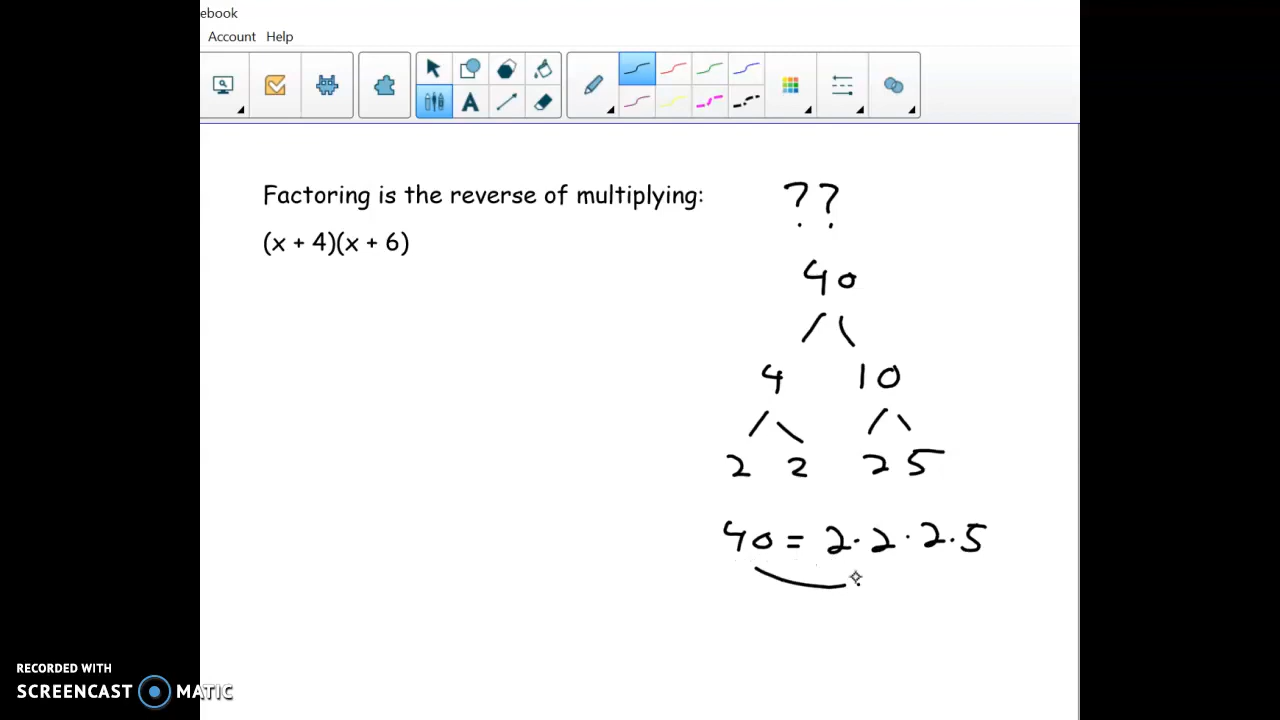 ebook
Account Help
Factoring is the reverse of multiplying:
(x + 4)(x + 6)
??
40
4 10
2 2 2 5
40 = 2·2·2·5
RECORDED WITH
SCREENCAST MATIC